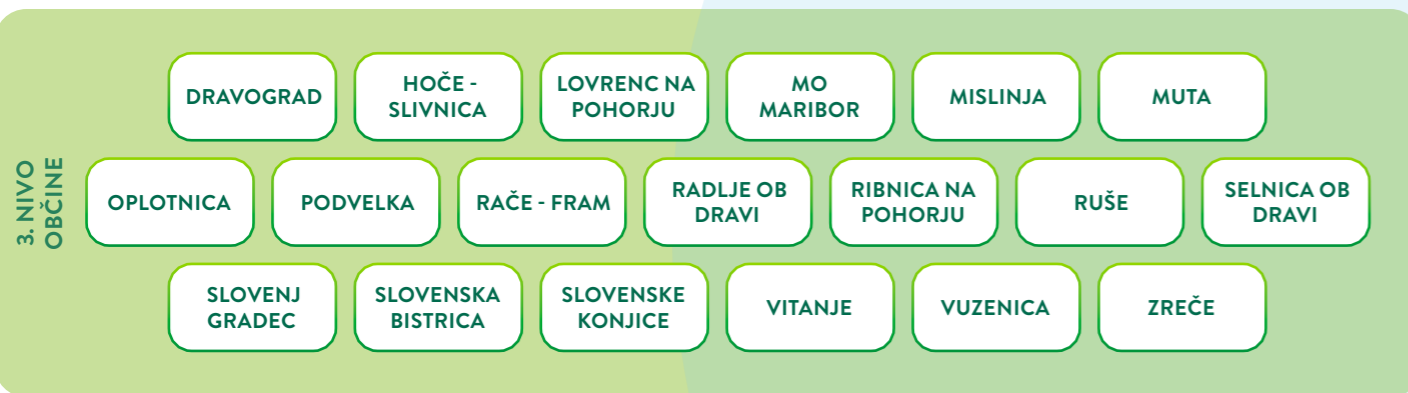 3. NIVO
OBČINE
DRAVOGRAD
HOČE -
SLIVNICA
LOVRENC NA
POHORJU
MO
MARIBOR
MISLINJA
MUTA
OPLOTNICA
PODVELKA
RAČE - FRAM
RADLJE OB
DRAVI
RIBNICA NA
POHORJU
RUŠE
SELNICA OB
DRAVI
SLOVENJ
GRADEC
SLOVENSKA
BISTRICA
SLOVENSKE
KONJICE
VITANJE
VUZENICA
ZREČE